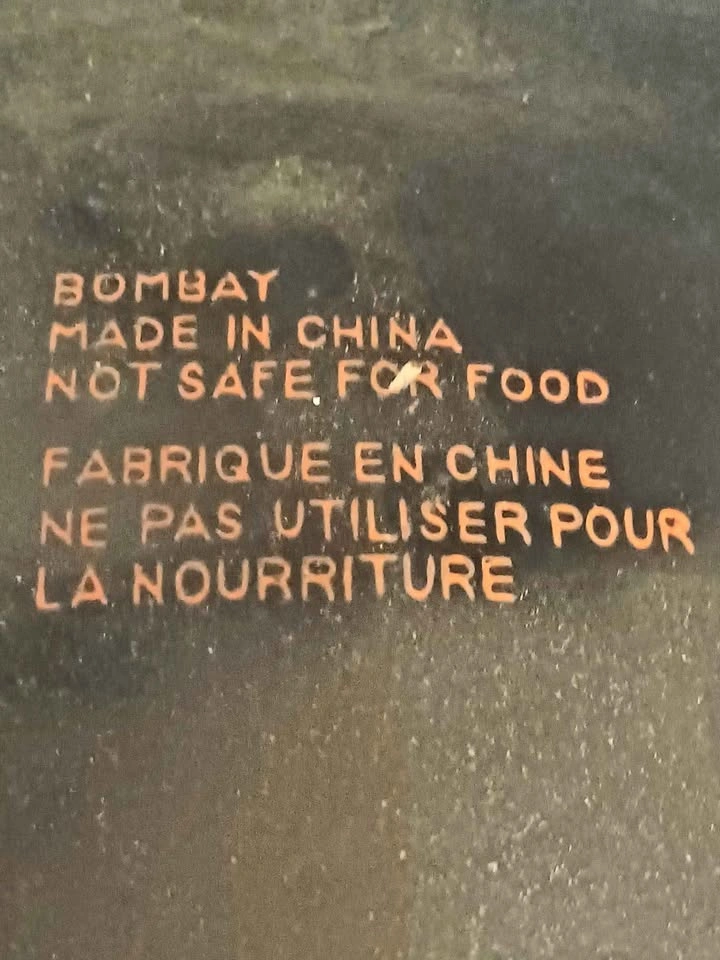 BOMBAY
MADE IN CHINA
NOT SAFE FOR FOOD
FABRIQUE EN CHINE
NE PAS UTILISER POUR
LA NOURRITURE